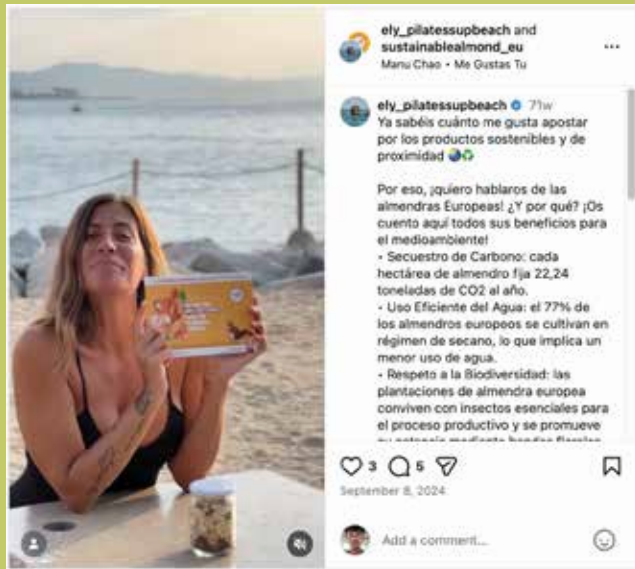 ely_pilatessupbeach and
sustainablealmond_eu
Manu Chao • Me Gustas Tu
ely_pilatessupbeach 71w
Ya sabéis cuánto me gusta apostar
por los productos sostenibles y de
proximidad
Por eso, ¡quiero hablaros de las
almendras Europeas! ¿Y por qué? ¡Os
cuento aquí todos sus beneficios para
el medioambiente!
• Secuestro de Carbono: cada
hectárea de almendro fija 22,24
toneladas de CO2 al año.
• Uso Eficiente del Agua: el 77% de
los almendros europeos se cultivan en
régimen de secano, lo que implica un
menor uso de agua.
• Respeto a la Biodiversidad: las
plantaciones de almendra europea
conviven con insectos esenciales para
el proceso productivo y se promueve
3 5
September 8, 2024
Add a comment...